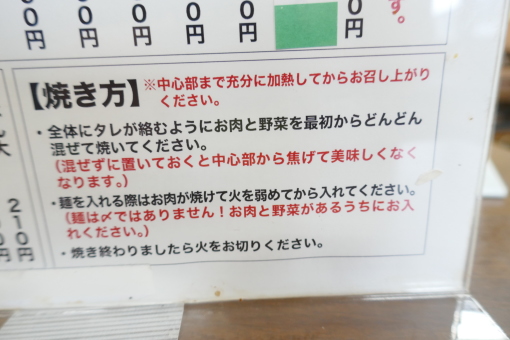 0 0 0 0 0 0
円 円 円 円 円 円
す。
【焼き方】
※中心部まで充分に加熱してからお召し上がり
ください。
・全体にタレが絡むようにお肉と野菜を最初からどんどん
混ぜて焼いてください。
(混ぜずに置いておくと中心部から焦げて美味しくなく
なります。)
・麺を入れる際はお肉が焼けて火を弱めてから入れてください。
(麺は〆ではありません！お肉と野菜があるうちにお入
れください。)
・焼き終わりましたら火をお切りください。
大
210円